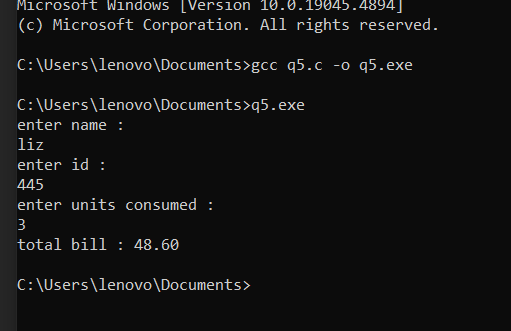 Microsoft Windows [Version 10.0.19045.4894]
(c) Microsoft Corporation. All rights reserved.
C:\Users\lenovo\Documents>gcc q5.c -o q5.exe
C:\Users\lenovo\Documents>q5.exe
enter name :
liz
enter id :
445
enter units consumed :
3
total bill : 48.60
C:\Users\lenovo\Documents>